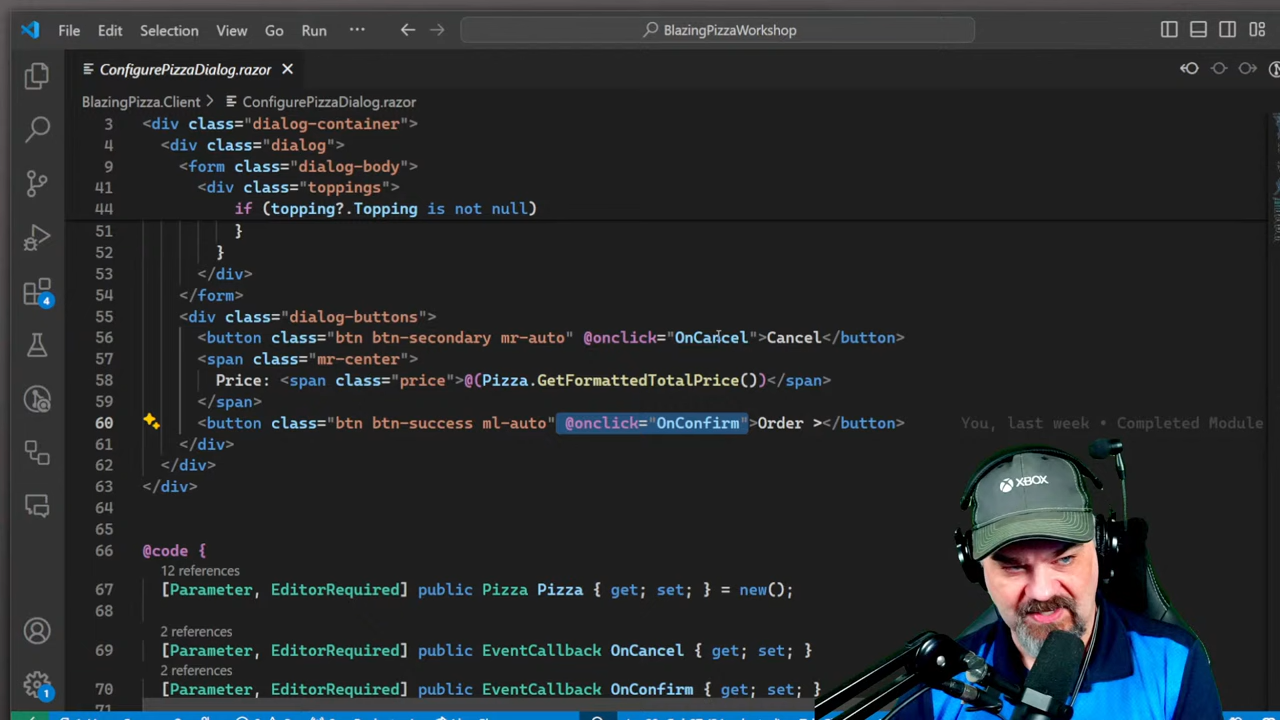 File Edit Selection View Go Run ··· BlazingPizzaWorkshop
ConfigurePizzaDialog.razor
BlazingPizza.Client > ConfigurePizzaDialog.razor
3 <div class="dialog-container">
4 <div class="dialog">
9 <form class="dialog-body">
41 <div class="toppings">
44 if (topping?.Topping is not null)
51 }
52 }
53 </div>
54 </form>
55 <div class="dialog-buttons">
56 <button class="btn btn-secondary mr-auto" @onclick="OnCancel">Cancel</button>
57 <span class="mr-center">
58 Price: <span class="price">@(Pizza.GetFormattedTotalPrice())</span>
59 </span>
60 <button class="btn btn-success ml-auto" @onclick="OnConfirm">Order ></button> You, last week • Completed Module
61 </div>
62 </div>
63 </div>
64
65
66 @code {
12 references
67 [Parameter, EditorRequired] public Pizza Pizza { get; set; } = new();
68
2 references
69 [Parameter, EditorRequired] public EventCallback OnCancel { get; set; }
2 references
70 [Parameter, EditorRequired] public EventCallback OnConfirm { get; set; }
71
4
1
XBOX